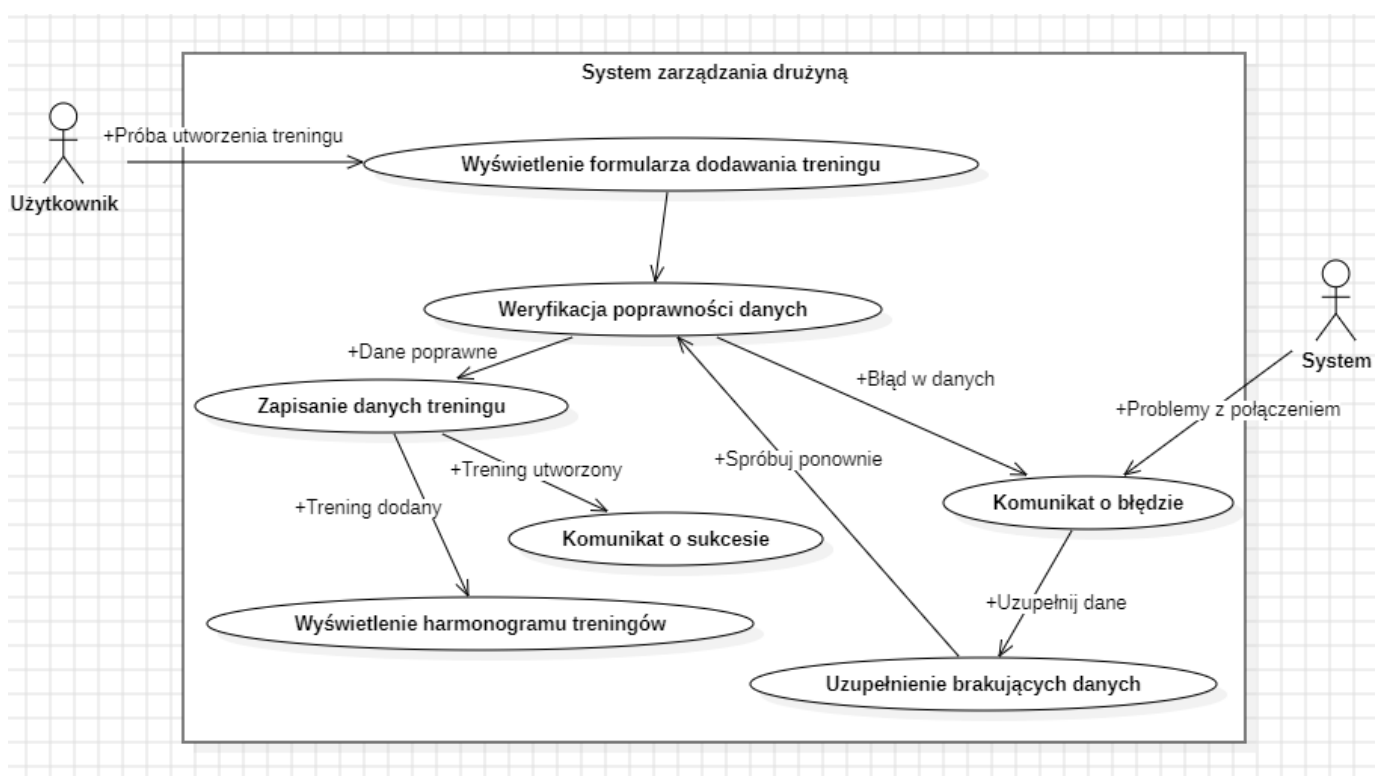 System zarządzania drużyną
+Próba utworzenia treningu
Wyświetlenie formularza dodawania treningu
Użytkownik
Weryfikacja poprawności danych
+Dane poprawne
System
+Błąd w danych
Zapisanie danych treningu
+Problemy z połączeniem
+Spróbuj ponownie
+Trening utworzony
+Trening dodany
Komunikat o błędzie
Komunikat o sukcesie
+Uzupełnij dane
Wyświetlenie harmonogramu treningów
Uzupełnienie brakujących danych